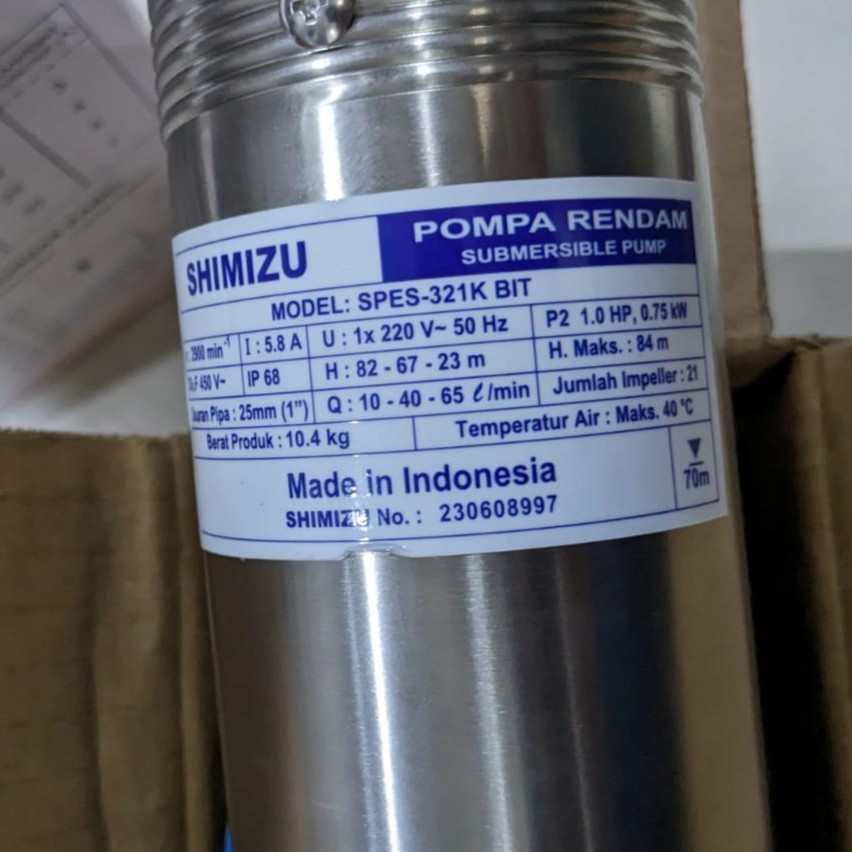 SHIMIZU
POMPA RENDAM
SUBMERSIBLE PUMP
MODEL: SPES-321K BIT
2900 min⁻¹
I : 5.8 A
U : 1x 220 V~ 50 Hz
P2 1.0 HP, 0.75 kW
450 V~
IP 68
H : 82 - 67 - 23 m
H. Maks. : 84 m
Pipa : 25mm (1")
Q : 10 - 40 - 65 ℓ/min
Jumlah Impeller : 21
Berat Produk : 10.4 kg
Temperatur Air : Maks. 40 °C
Made in Indonesia
70m
SHIMIZU No. : 230608997